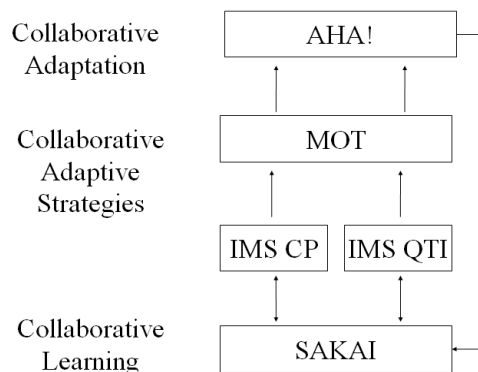 Collaborative
Adaptation
AHA!
Collaborative
Adaptive
Strategies
MOT
IMS CP
IMS QTI
Collaborative
Learning
SAKAI